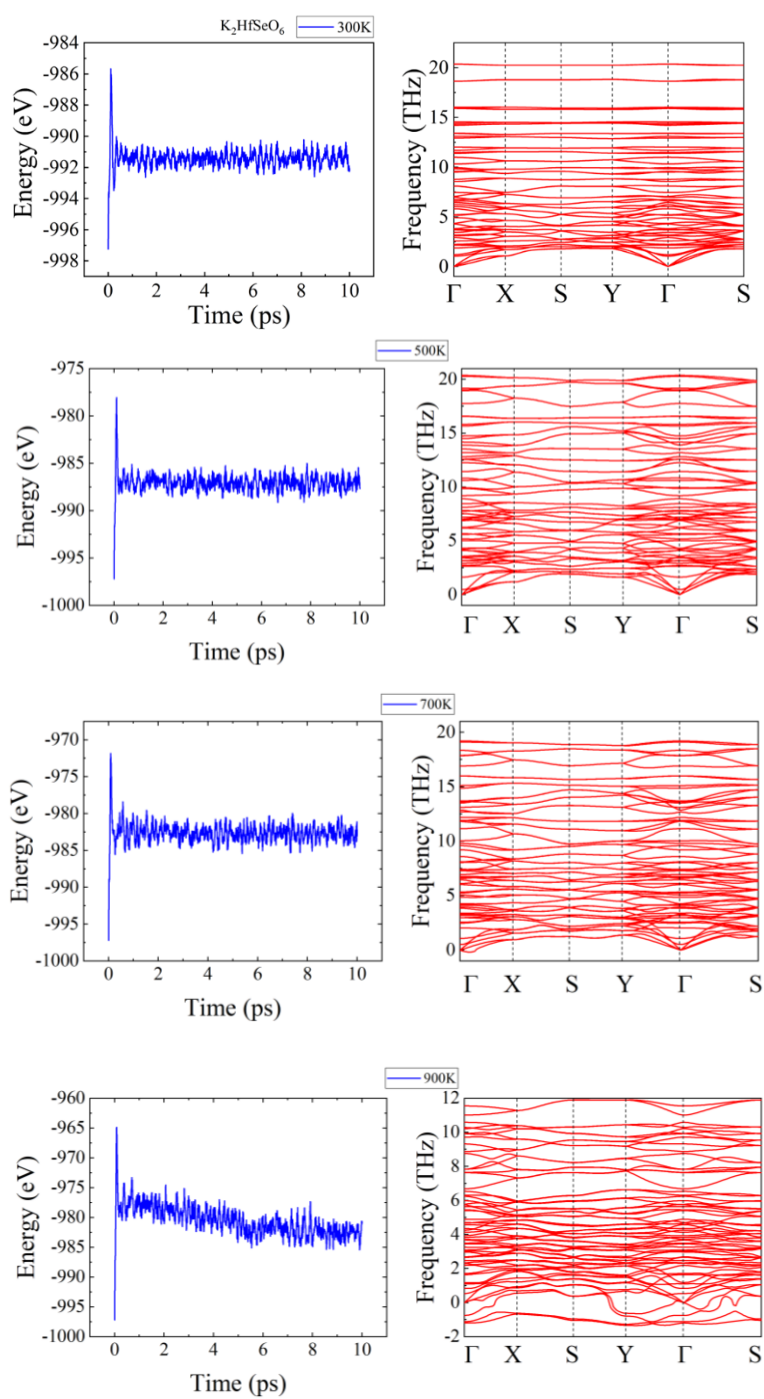 K₂HfSeO₆ 300K
Energy (eV)
-984
-986
-988
-990
-992
-994
-996
-998
0 2 4 6 8 10
Time (ps)
Frequency (THz)
20
15
10
5
0
Γ X S Y Γ S
500K
Energy (eV)
-975
-980
-985
-990
-995
-1000
0 2 4 6 8 10
Time (ps)
Frequency (THz)
20
15
10
5
0
Γ X S Y Γ S
700K
Energy (eV)
-970
-975
-980
-985
-990
-995
-1000
0 2 4 6 8 10
Time (ps)
Frequency (THz)
20
15
10
5
0
Γ X S Y Γ S
900K
Energy (eV)
-960
-965
-970
-975
-980
-985
-990
-995
-1000
0 2 4 6 8 10
Time (ps)
Frequency (THz)
12
10
8
6
4
2
0
-2
Γ X S Y Γ S